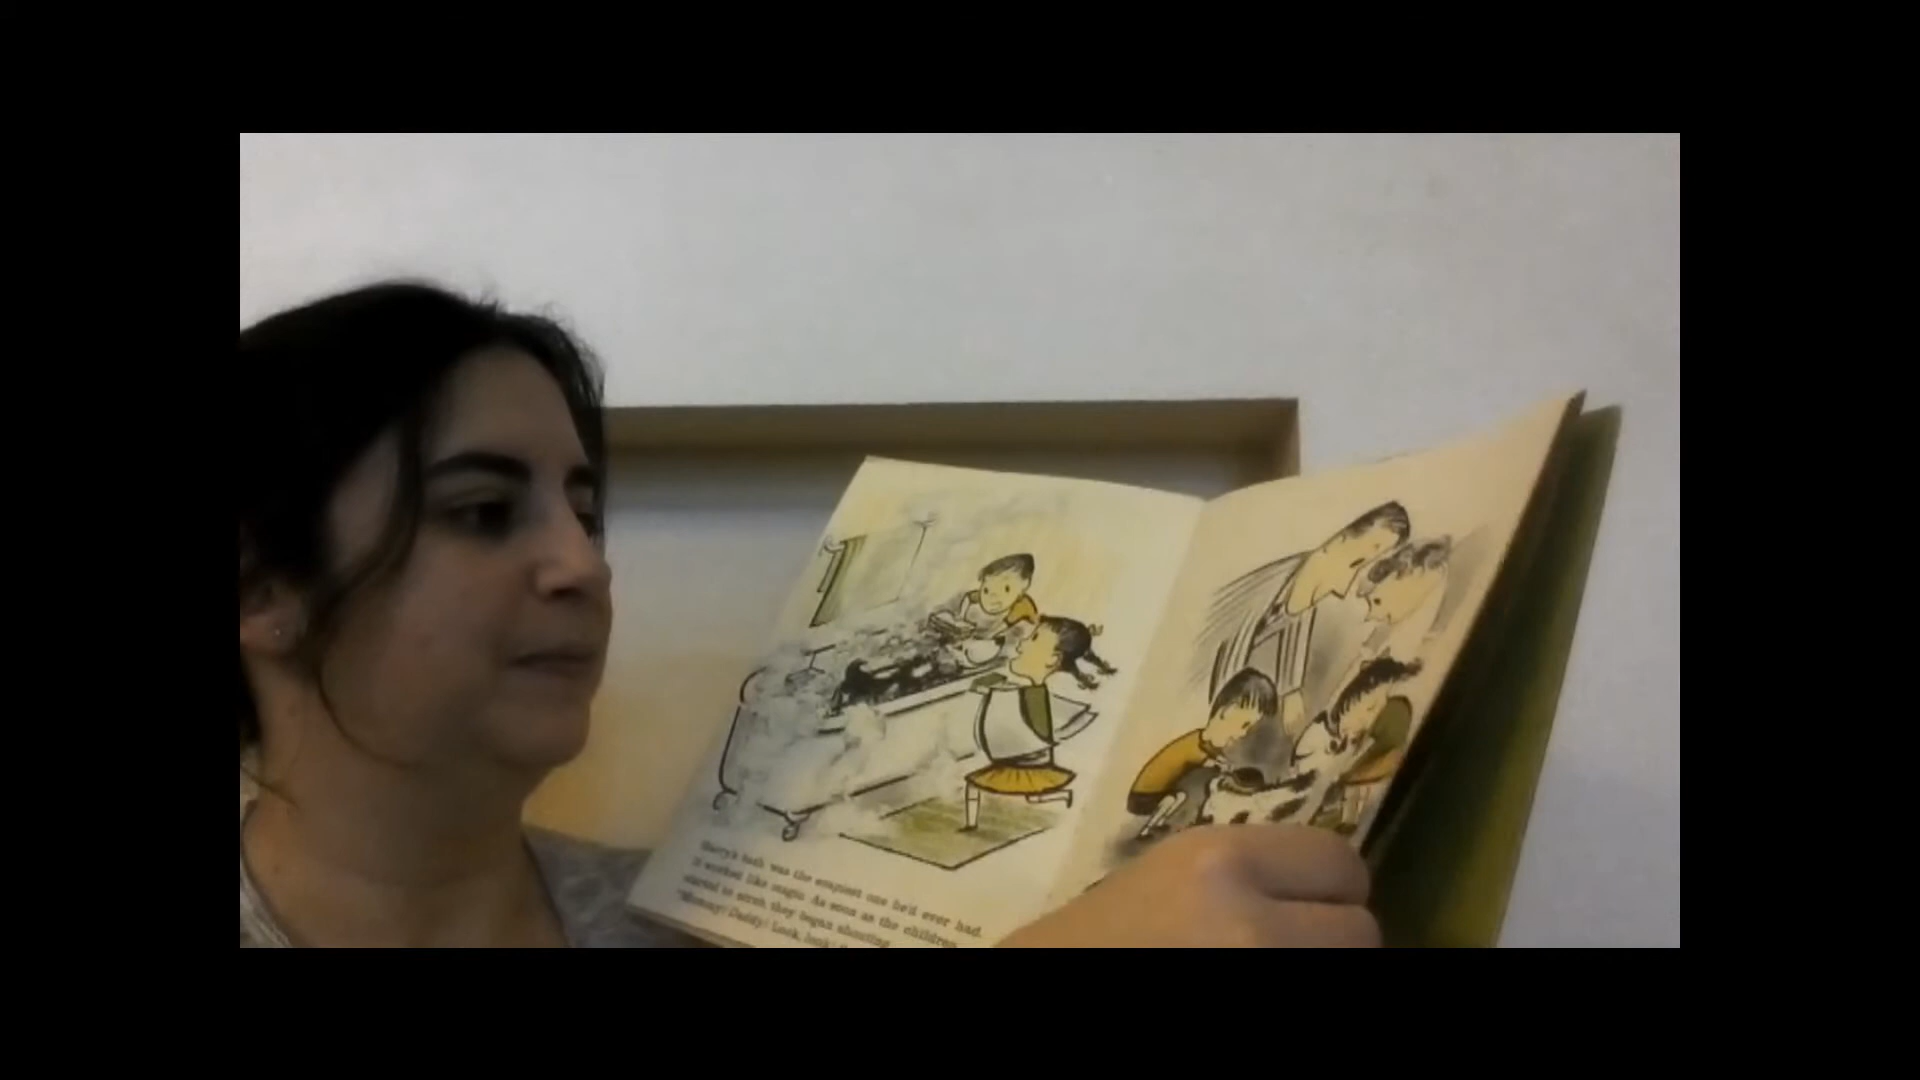 Harry's bath was the soapiest one he'd ever had.
It worked like magic. As soon as the children
started to scrub, they began shouting
"Mommy! Daddy! Look, look!